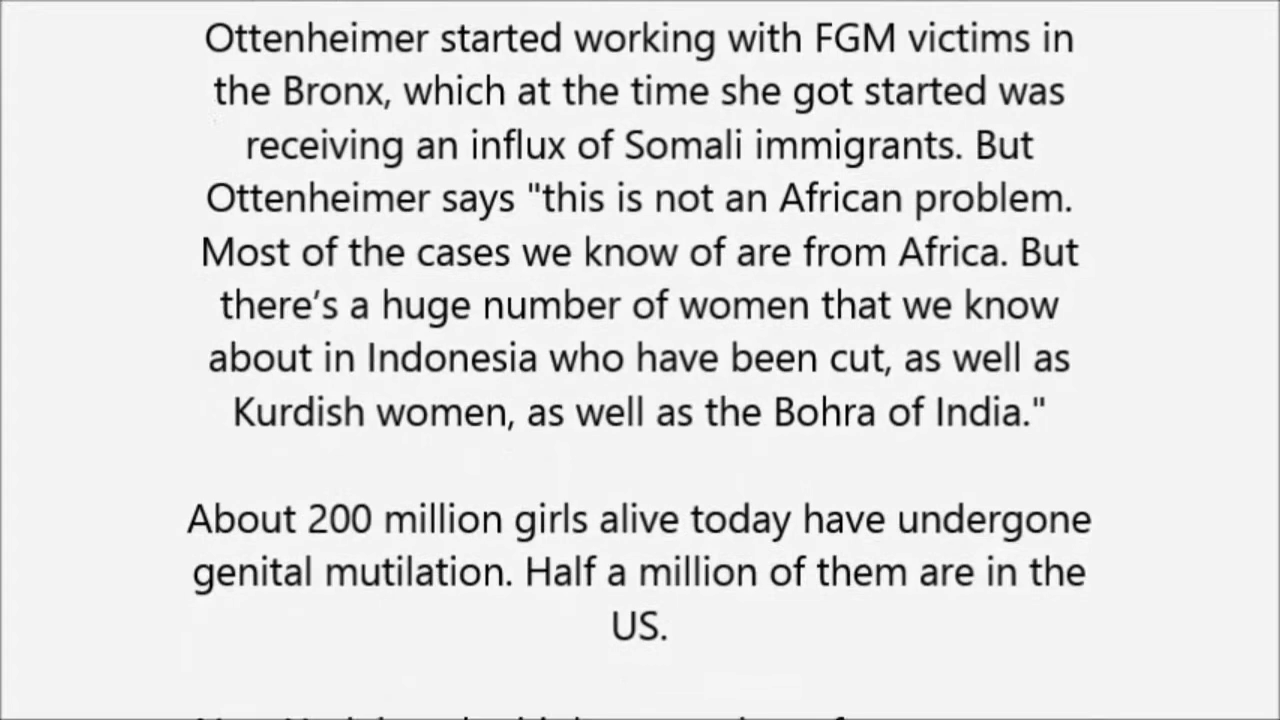 Ottenheimer started working with FGM victims in
the Bronx, which at the time she got started was
receiving an influx of Somali immigrants. But
Ottenheimer says "this is not an African problem.
Most of the cases we know of are from Africa. But
there’s a huge number of women that we know
about in Indonesia who have been cut, as well as
Kurdish women, as well as the Bohra of India."
About 200 million girls alive today have undergone
genital mutilation. Half a million of them are in the
US.